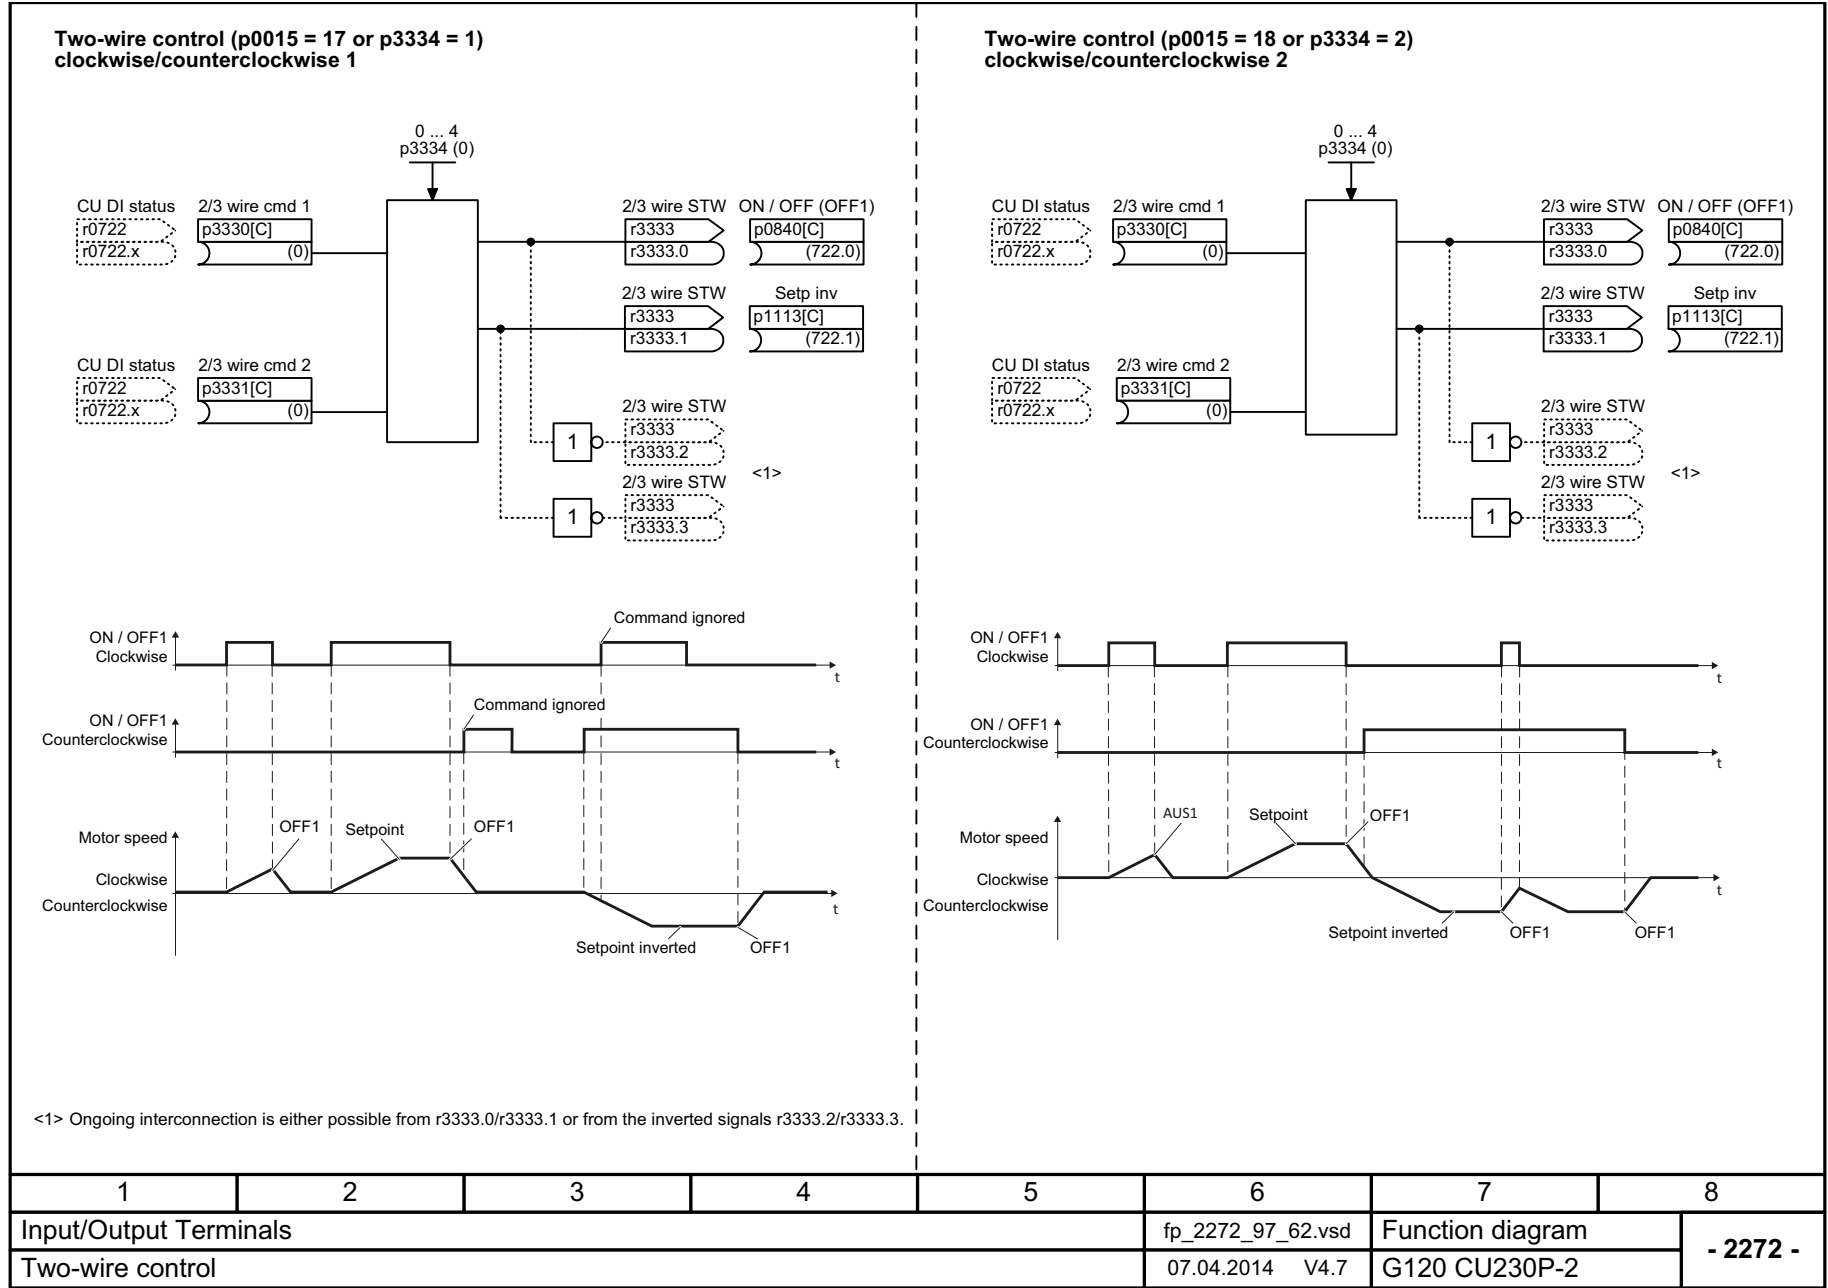 Two-wire control (p0015 = 17 or p3334 = 1)
clockwise/counterclockwise 1
0 ... 4
p3334 (0)
CU DI status
r0722
r0722.x
2/3 wire cmd 1
p3330[C]
(0)
2/3 wire STW
r3333
r3333.0
ON / OFF (OFF1)
p0840[C]
(722.0)
2/3 wire STW
r3333
r3333.1
Setp inv
p1113[C]
(722.1)
CU DI status
r0722
r0722.x
2/3 wire cmd 2
p3331[C]
(0)
2/3 wire STW
1
r3333
r3333.2
<1>
2/3 wire STW
1
r3333
r3333.3
ON / OFF1
Clockwise
Command ignored
t
ON / OFF1
Counterclockwise
Command ignored
t
Motor speed
Clockwise
Counterclockwise
OFF1
Setpoint
OFF1
t
Setpoint inverted
OFF1
<1> Ongoing interconnection is either possible from r3333.0/r3333.1 or from the inverted signals r3333.2/r3333.3.
Two-wire control (p0015 = 18 or p3334 = 2)
clockwise/counterclockwise 2
0 ... 4
p3334 (0)
CU DI status
r0722
r0722.x
2/3 wire cmd 1
p3330[C]
(0)
2/3 wire STW
r3333
r3333.0
ON / OFF (OFF1)
p0840[C]
(722.0)
2/3 wire STW
r3333
r3333.1
Setp inv
p1113[C]
(722.1)
CU DI status
r0722
r0722.x
2/3 wire cmd 2
p3331[C]
(0)
2/3 wire STW
1
r3333
r3333.2
<1>
2/3 wire STW
1
r3333
r3333.3
ON / OFF1
Clockwise
t
ON / OFF1
Counterclockwise
t
Motor speed
Clockwise
Counterclockwise
AUS1
Setpoint
OFF1
t
Setpoint inverted
OFF1
OFF1
1 2 3 4 5 6 7 8
Input/Output Terminals
fp_2272_97_62.vsd
Function diagram
- 2272 -
Two-wire control
07.04.2014 V4.7
G120 CU230P-2